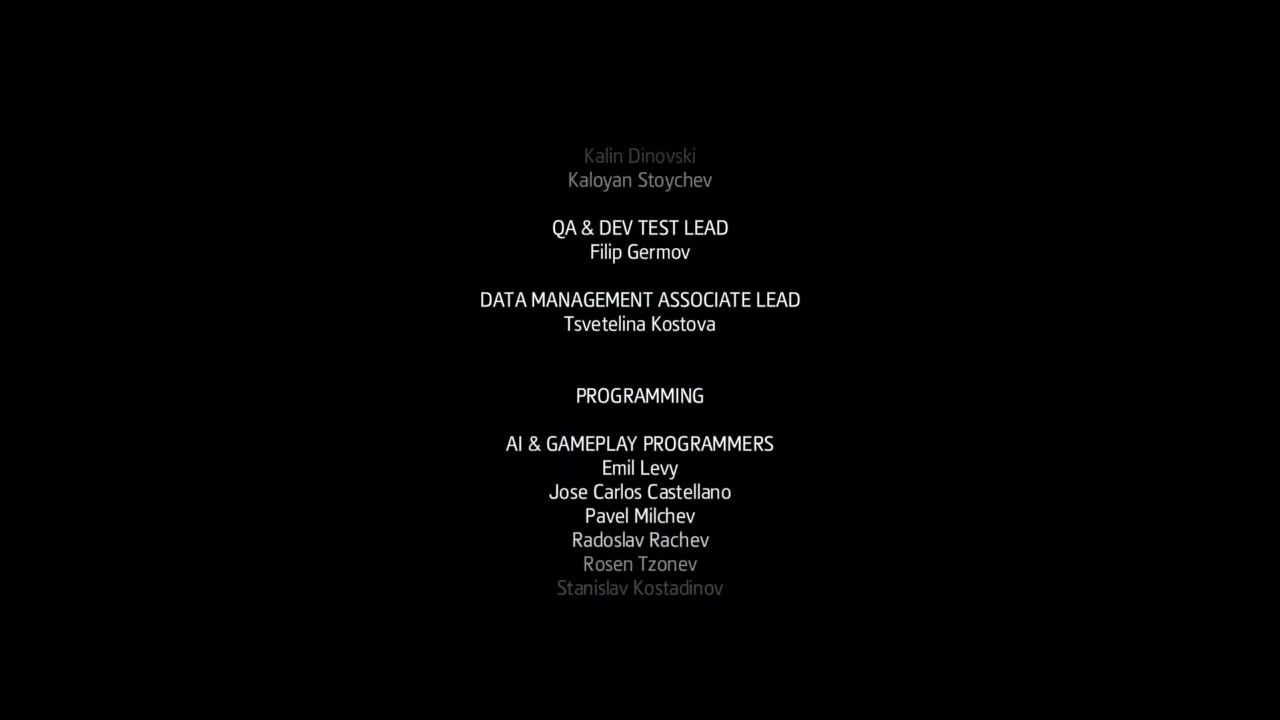 Kalin Dinovski
Kaloyan Stoychev
QA & DEV TEST LEAD
Filip Germov
DATA MANAGEMENT ASSOCIATE LEAD
Tsvetelina Kostova
PROGRAMMING
AI & GAMEPLAY PROGRAMMERS
Emil Levy
Jose Carlos Castellano
Pavel Milchev
Radoslav Rachev
Rosen Tzonev
Stanislav Kostadinov